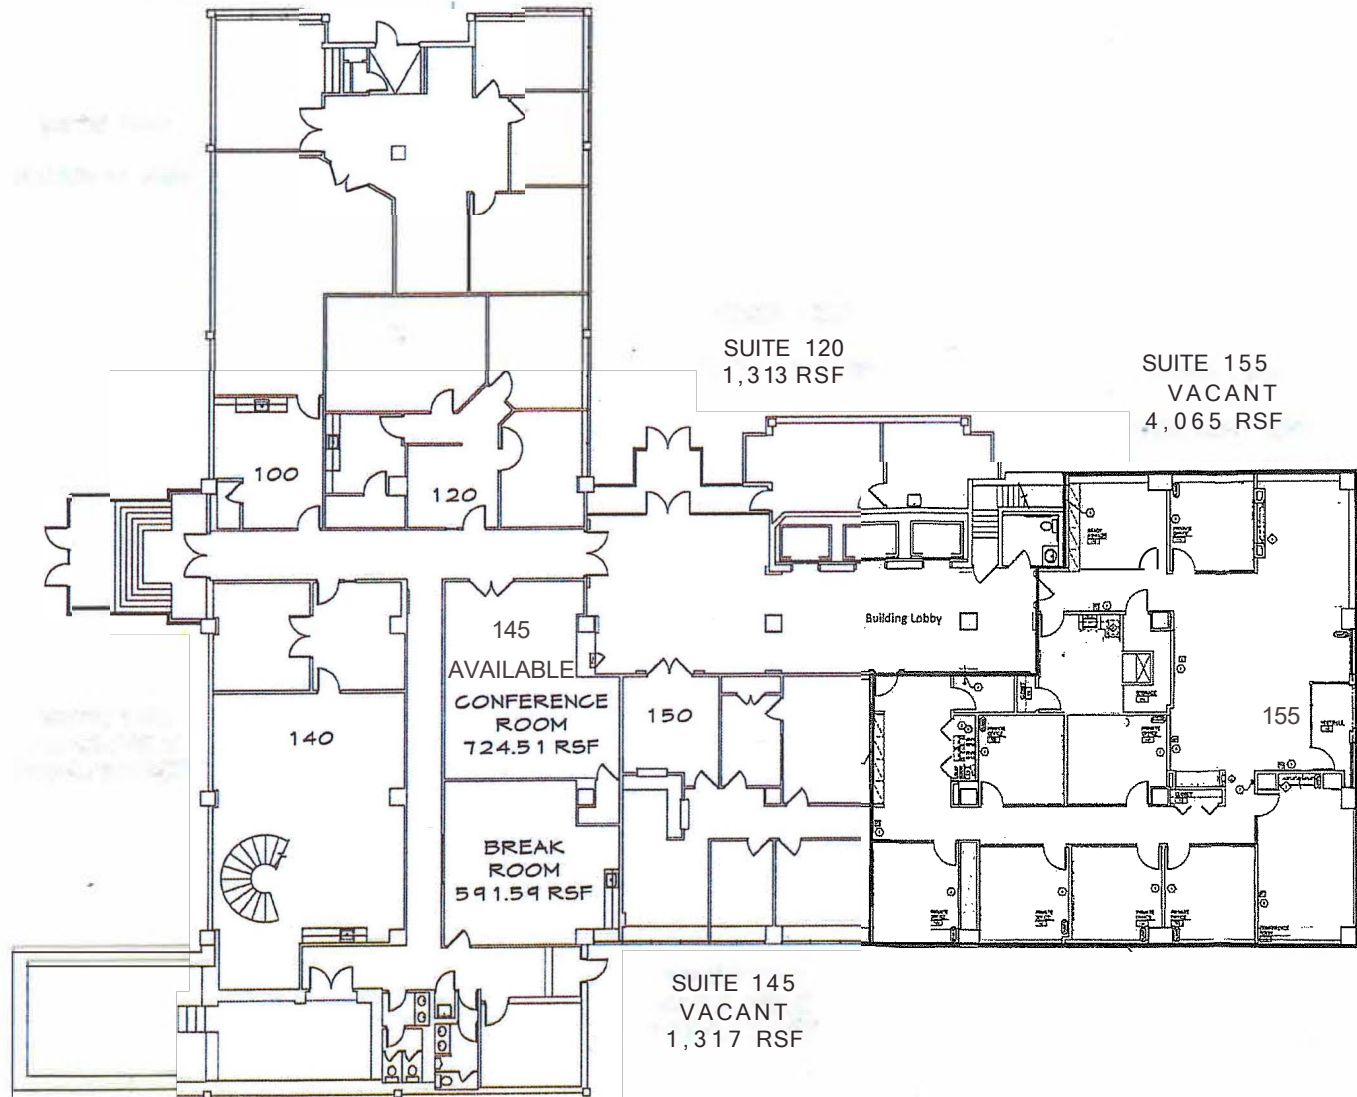 SUITE 120
1,313 RSF
SUITE 155
VACANT
4,065 RSF
100
120
Building Lobby
145
AVAILABLE
CONFERENCE
ROOM
724.51 RSF
150
155
140
BREAK
ROOM
591.59 RSF
SUITE 145
VACANT
1,317 RSF